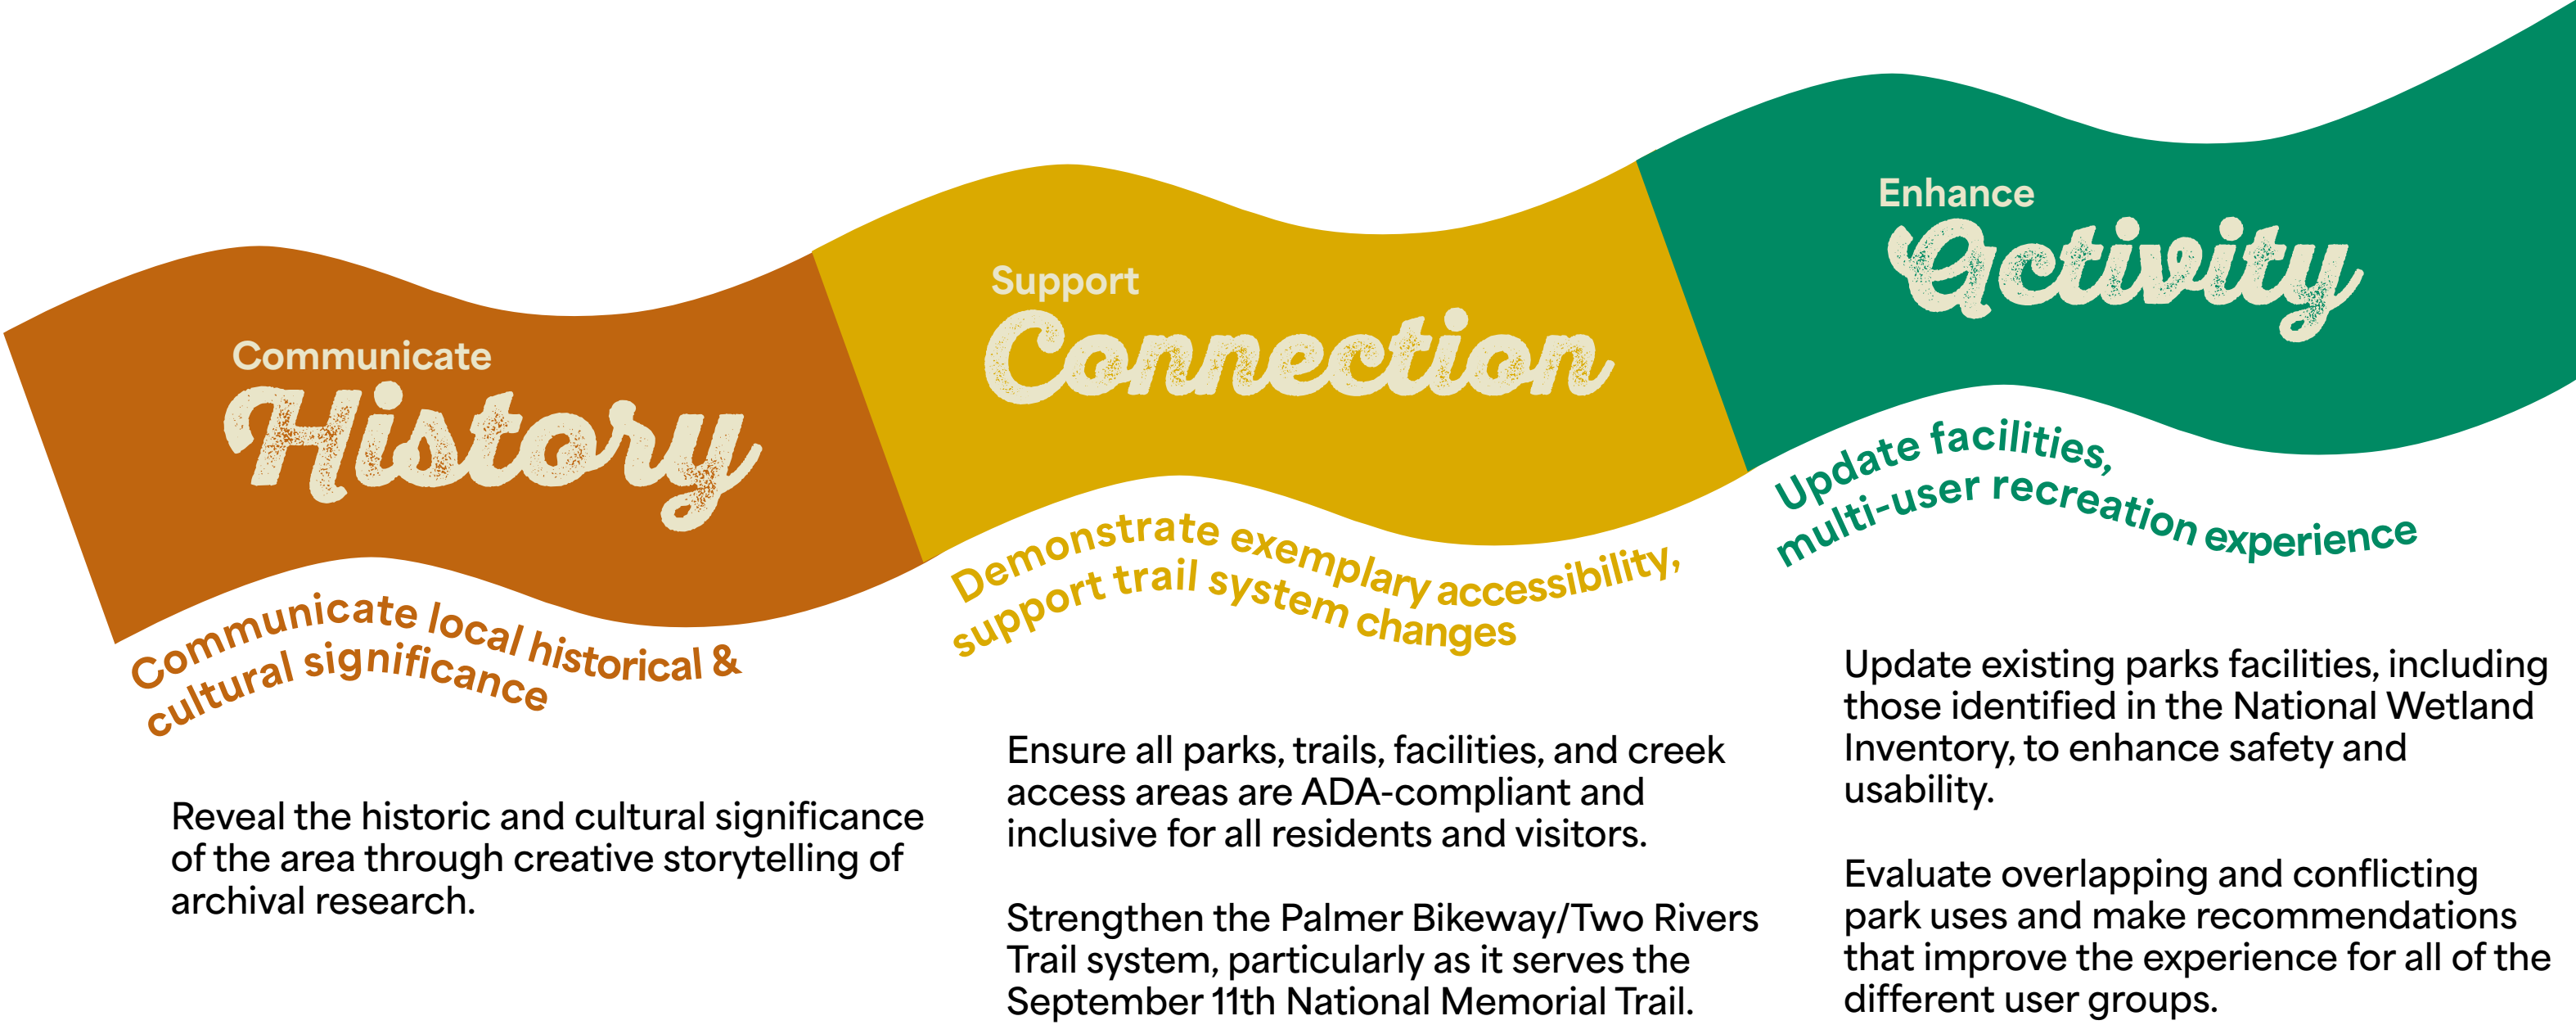 Communicate
History
Communicate local historical &
cultural significance
Reveal the historic and cultural significance
of the area through creative storytelling of
archival research.
Support
Connection
Demonstrate exemplary accessibility,
support trail system changes
Ensure all parks, trails, facilities, and creek
access areas are ADA-compliant and
inclusive for all residents and visitors.
Strengthen the Palmer Bikeway/Two Rivers
Trail system, particularly as it serves the
September 11th National Memorial Trail.
Enhance
Activity
Update facilities,
multi-user recreation experience
Update existing parks facilities, including
those identified in the National Wetland
Inventory, to enhance safety and
usability.
Evaluate overlapping and conflicting
park uses and make recommendations
that improve the experience for all of the
different user groups.